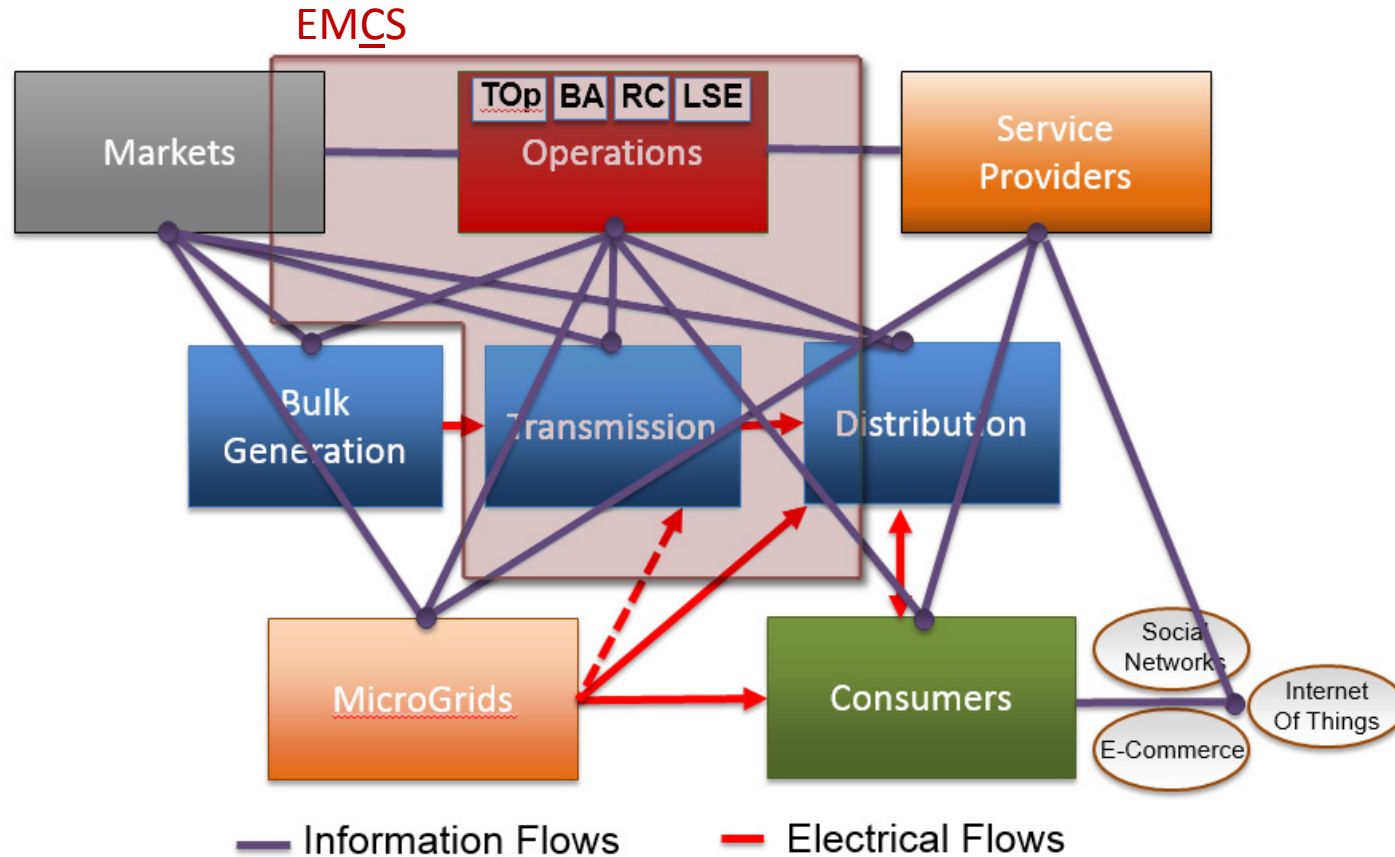 EMCS
TOp BA RC LSE
Markets
Operations
Service
Providers
Bulk
Generation
Transmission
Distribution
MicroGrids
Consumers
Social
Networks
Internet
Of Things
E-Commerce
Information Flows
Electrical Flows